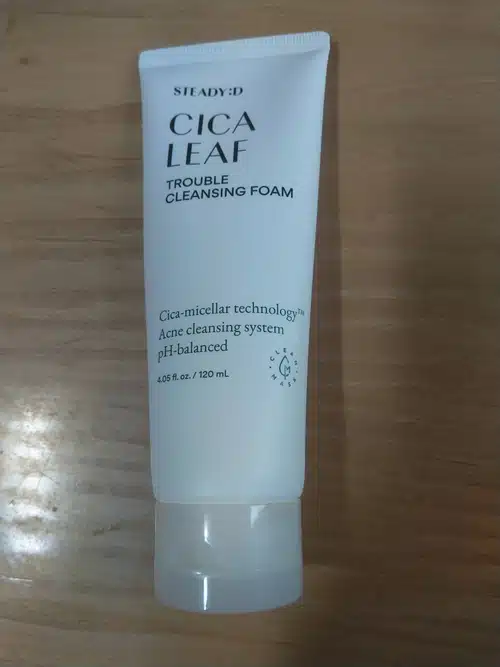 STEADY:D
CICA
LEAF
TROUBLE
CLEANSING FOAM
Cica-micellar technology™
Acne cleansing system
pH-balanced
4.05 fl. oz. / 120 mL
CLEAN